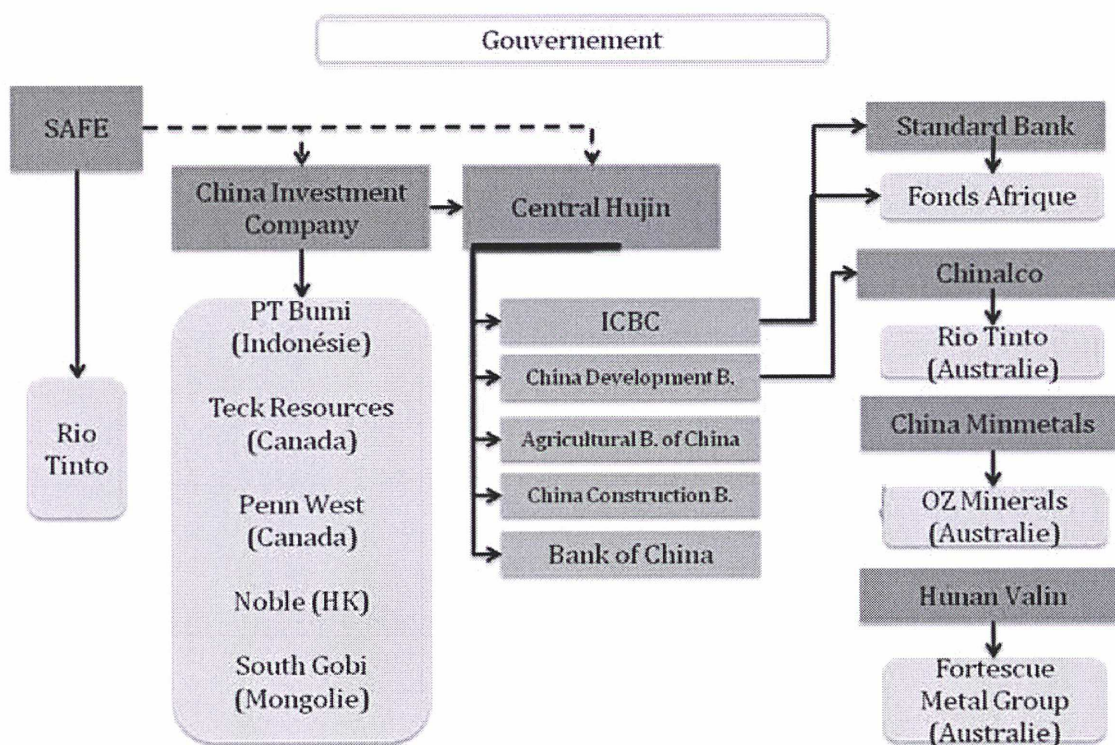 Gouvernement
SAFE
Rio
Tinto
China Investment
Company
PT Bumi
(Indonésie)
Teck Resources
(Canada)
Penn West
(Canada)
Noble (HK)
South Gobi
(Mongolie)
Central Hujin
ICBC
China Development B.
Agricultural B. of China
China Construction B.
Bank of China
Standard Bank
Fonds Afrique
Chinalco
Rio Tinto
(Australie)
China Minmetals
OZ Minerals
(Australie)
Hunan Valin
Fortescue
Metal Group
(Australie)